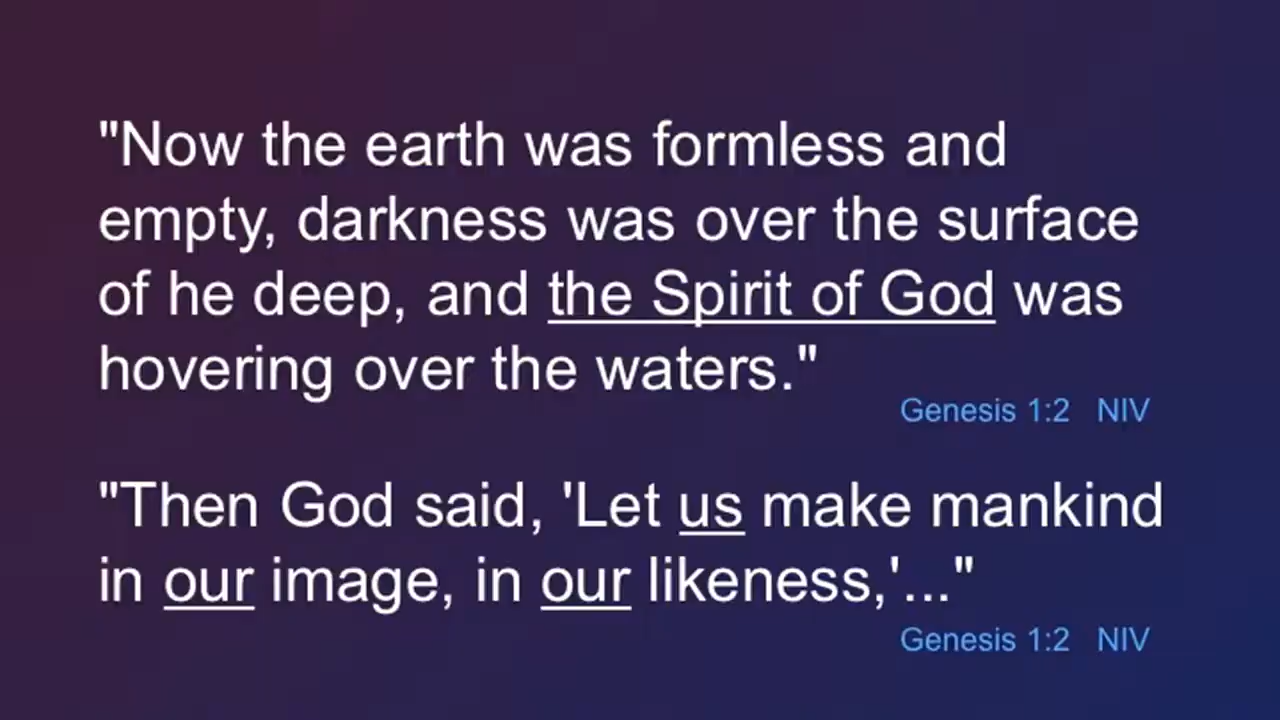 "Now the earth was formless and
empty, darkness was over the surface
of he deep, and the Spirit of God was
hovering over the waters."
Genesis 1:2 NIV
"Then God said, 'Let us make mankind
in our image, in our likeness,'..."
Genesis 1:2 NIV